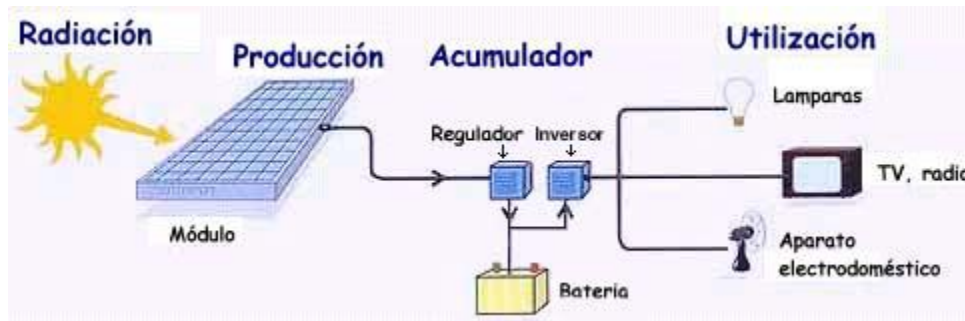 Radiación
Producción
Acumulador
Utilización
Lamparas
Regulador
Inversor
TV, radio
Módulo
Aparato
electrodoméstico
Bateria